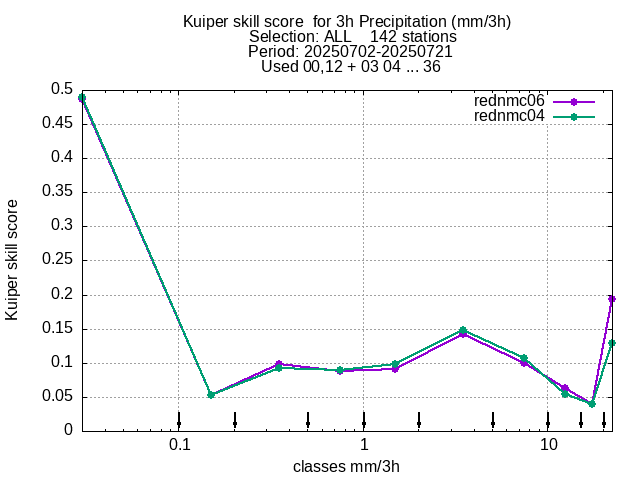 Kuiper skill score  for 3h Precipitation (mm/3h)
Selection: ALL    142 stations
Period: 20250702-20250721
Used 00,12 + 03 04 ... 36
rednmc06
rednmc04
0.5
0.45
0.4
0.35
0.3
0.25
0.2
0.15
0.1
0.05
0
Kuiper skill score
0.1 1 10
classes mm/3h